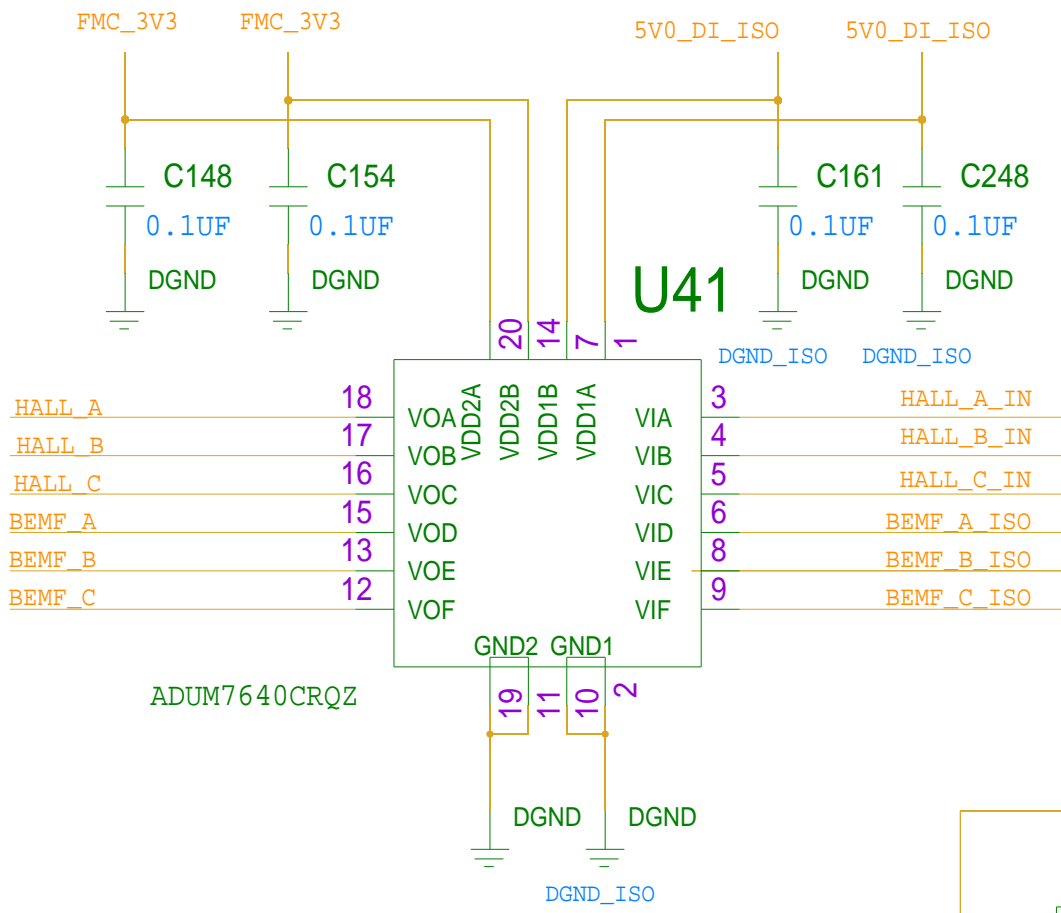 FMC_3V3 FMC_3V3 5V0_DI_ISO 5V0_DI_ISO
C148 C154 C161 C248
0.1UF 0.1UF 0.1UF 0.1UF
DGND DGND DGND DGND
U41
20 14 7 1
DGND_ISO DGND_ISO
VDD2A VDD2B VDD1B VDD1A
HALL_A 18 VOA VIA 3 HALL_A_IN
HALL_B 17 VOB VIB 4 HALL_B_IN
HALL_C 16 VOC VIC 5 HALL_C_IN
BEMF_A 15 VOD VID 6 BEMF_A_ISO
BEMF_B 13 VOE VIE 8 BEMF_B_ISO
BEMF_C 12 VOF VIF 9 BEMF_C_ISO
GND2 GND1
ADUM7640CRQZ
19 11 10 2
DGND DGND
DGND_ISO